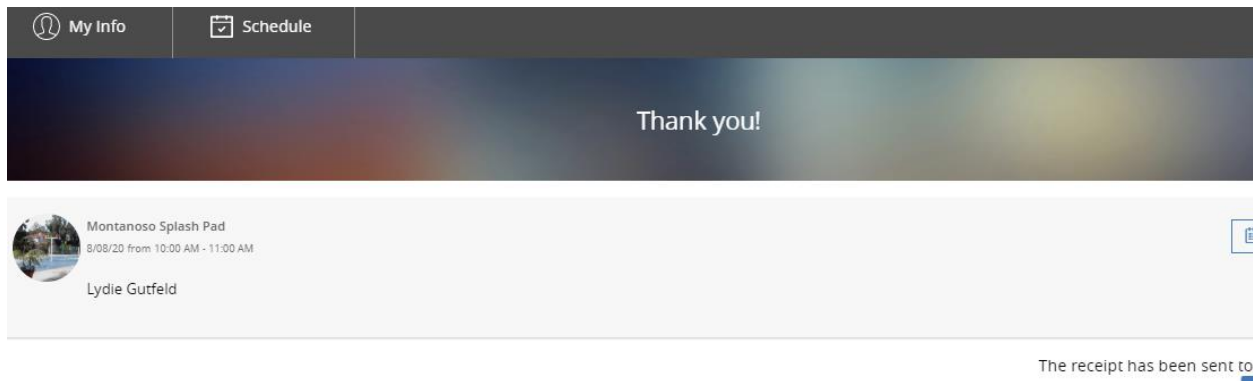 My Info Schedule
Thank you!
Montanoso Splash Pad
8/08/20 from 10:00 AM - 11:00 AM
Lydie Gutfeld
The receipt has been sent to